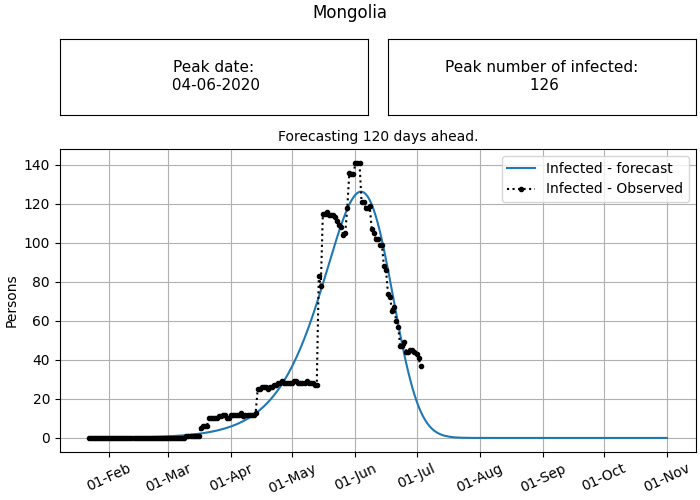 Mongolia
Peak date:
04-06-2020
Peak number of infected:
126
Forecasting 120 days ahead.
Infected - forecast
Infected - Observed
Persons
140
120
100
80
60
40
20
0
01-Feb
01-Mar
01-Apr
01-May
01-Jun
01-Jul
01-Aug
01-Sep
01-Oct
01-Nov